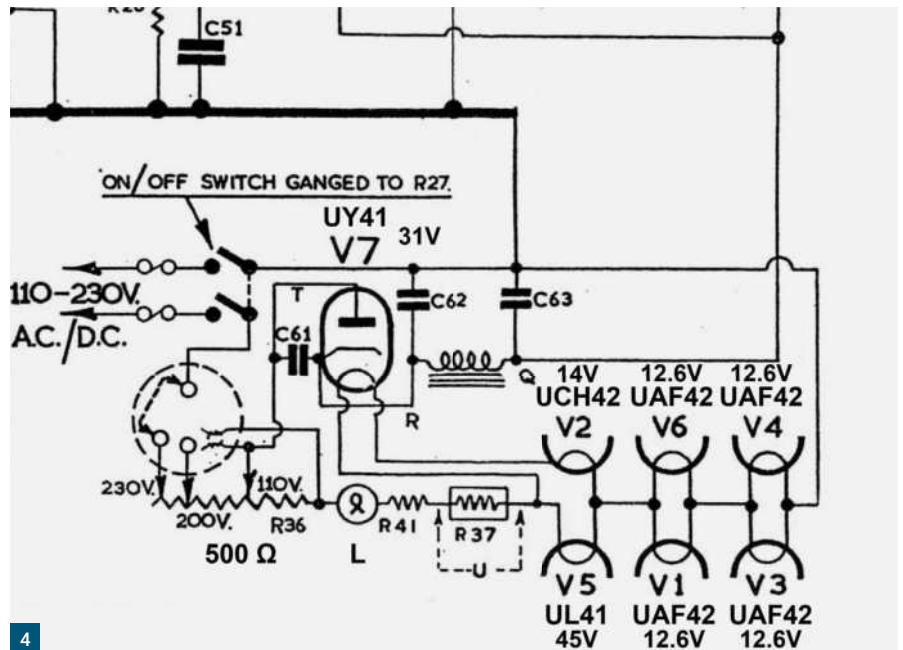 C51
ON/OFF SWITCH GANGED TO R27.
UY41
V7
31V
110-230V.
A.C./D.C.
T
C61
C62
C63
R
Q
14V
UCH42
V2
12.6V
UAF42
V6
12.6V
UAF42
V4
230V.
200V.
110V.
R36
500 Ω
L
R41
R37
U
V5
UL41
45V
V1
UAF42
12.6V
V3
UAF42
12.6V
4